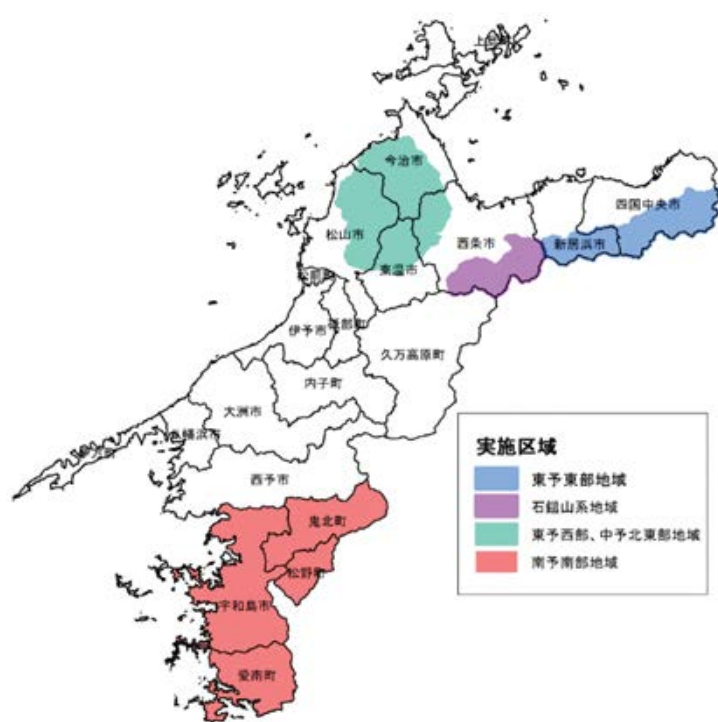 今治市
四国中央市
松山市
西条市
新居浜市
東温市
伊予市
砥部町
久万高原町
内子町
大洲市
八幡浜市
西予市
鬼北町
松野町
宇和島市
愛南町
実施区域
東予東部地域
石鎚山系地域
東予西部、中予北東部地域
南予南部地域